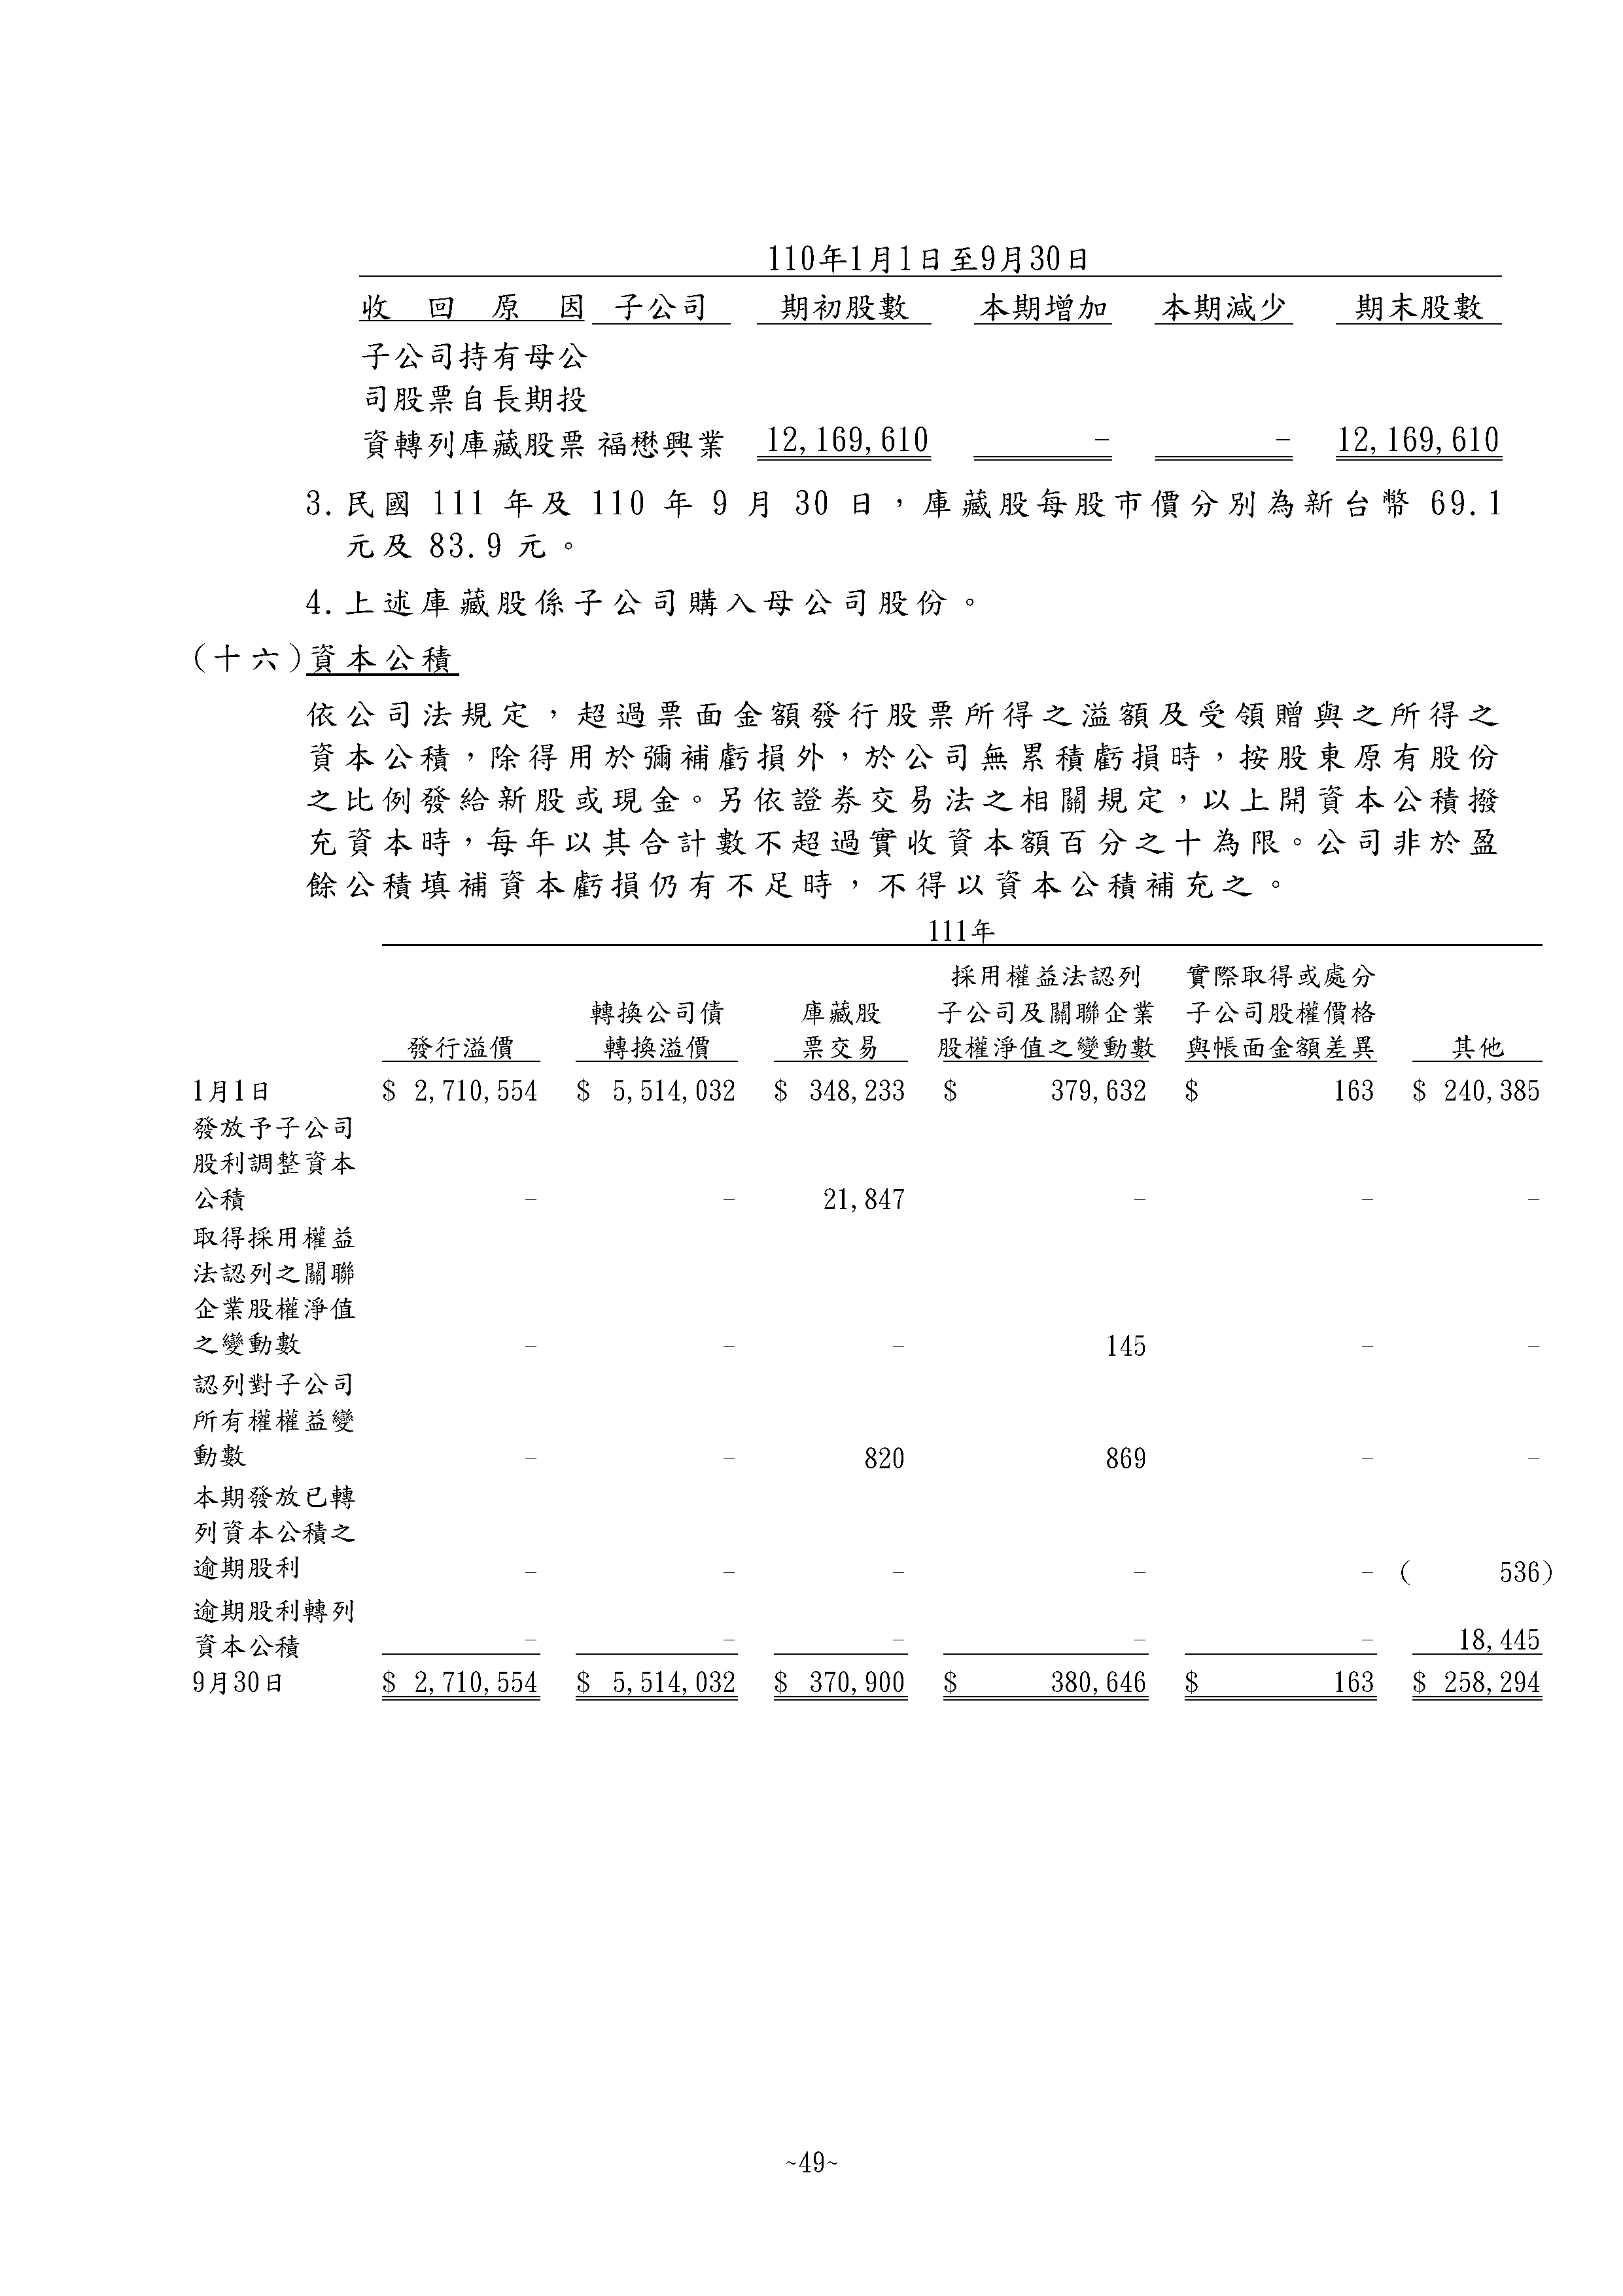 110年1月1日至9月30日
收 回 原 因 子公司 期初股數 本期增加 本期減少 期末股數
子公司持有母公
司股票自長期投
資轉列庫藏股票 福懋興業 12,169,610 - - 12,169,610
3.民國 111 年及 110 年 9 月 30 日，庫藏股每股市價分別為新台幣 69.1
元及 83.9 元。
4.上述庫藏股係子公司購入母公司股份。
(十六)資本公積
依公司法規定，超過票面金額發行股票所得之溢額及受領贈與之所得之
資本公積，除得用於彌補虧損外，於公司無累積虧損時，按股東原有股份
之比例發給新股或現金。另依證券交易法之相關規定，以上開資本公積撥
充資本時，每年以其合計數不超過實收資本額百分之十為限。公司非於盈
餘公積填補資本虧損仍有不足時，不得以資本公積補充之。
111年
採用權益法認列 實際取得或處分
轉換公司債 庫藏股 子公司及關聯企業 子公司股權價格
發行溢價 轉換溢價 票交易 股權淨值之變動數 與帳面金額差異 其他
1月1日 $ 2,710,554 $ 5,514,032 $ 348,233 $ 379,632 $ 163 $ 240,385
發放予子公司
股利調整資本
公積 - - 21,847 - - -
取得採用權益
法認列之關聯
企業股權淨值
之變動數 - - - 145 - -
認列對子公司
所有權權益變
動數 - - 820 869 - -
本期發放已轉
列資本公積之
逾期股利 - - - - - ( 536)
逾期股利轉列
資本公積 - - - - - 18,445
9月30日 $ 2,710,554 $ 5,514,032 $ 370,900 $ 380,646 $ 163 $ 258,294
~49~